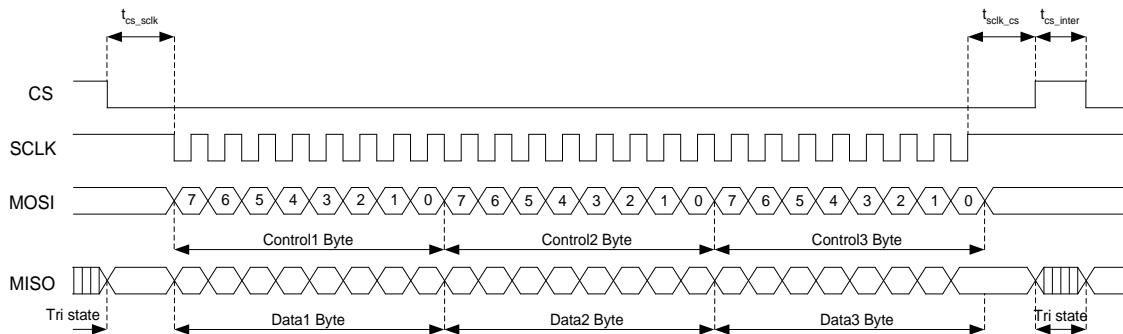 tcs_sclk tsclk_cs tcs_inter
CS
SCLK
MOSI 7 6 5 4 3 2 1 0 7 6 5 4 3 2 1 0 7 6 5 4 3 2 1 0
Control1 Byte Control2 Byte Control3 Byte
MISO
Tri state Data1 Byte Data2 Byte Data3 Byte Tri state